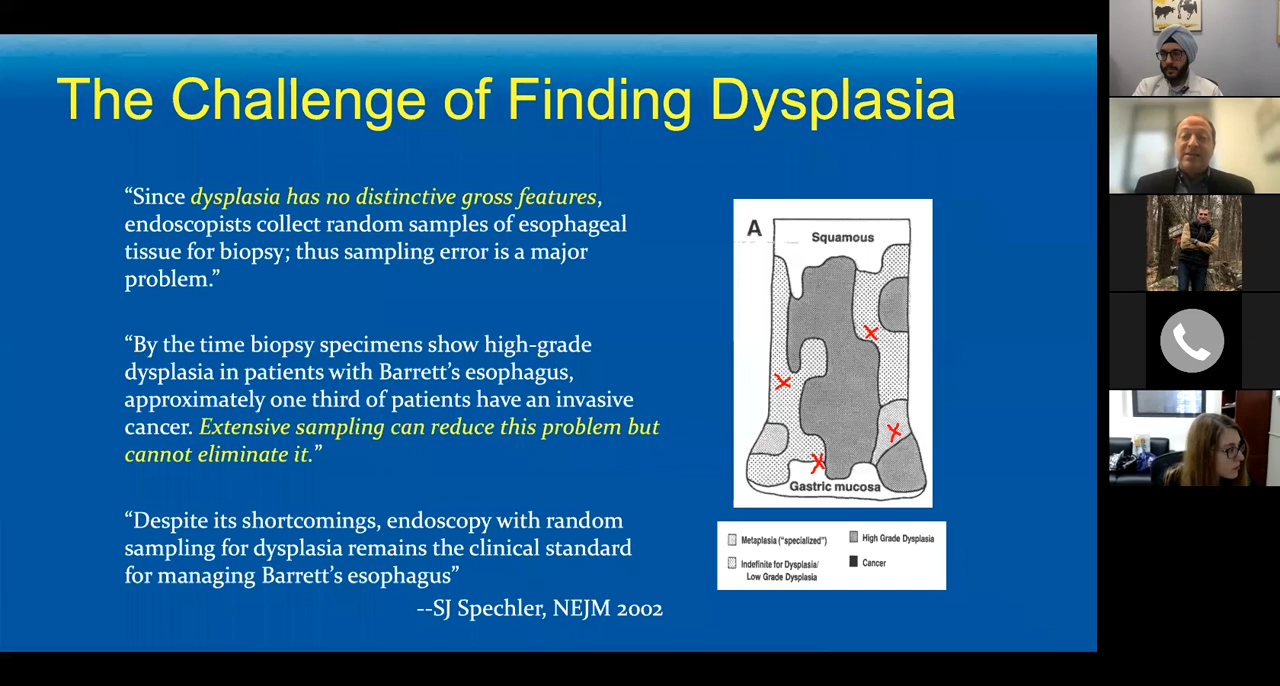 The Challenge of Finding Dysplasia
“Since dysplasia has no distinctive gross features,
endoscopists collect random samples of esophageal
tissue for biopsy; thus sampling error is a major
problem.”
“By the time biopsy specimens show high-grade
dysplasia in patients with Barrett’s esophagus,
approximately one third of patients have an invasive
cancer. Extensive sampling can reduce this problem but
cannot eliminate it.”
“Despite its shortcomings, endoscopy with random
sampling for dysplasia remains the clinical standard
for managing Barrett’s esophagus”
--SJ Spechler, NEJM 2002
A
Squamous
Gastric mucosa
Metaplasia (“specialized”)
Indefinite for Dysplasia/
Low Grade Dysplasia
High Grade Dysplasia
Cancer